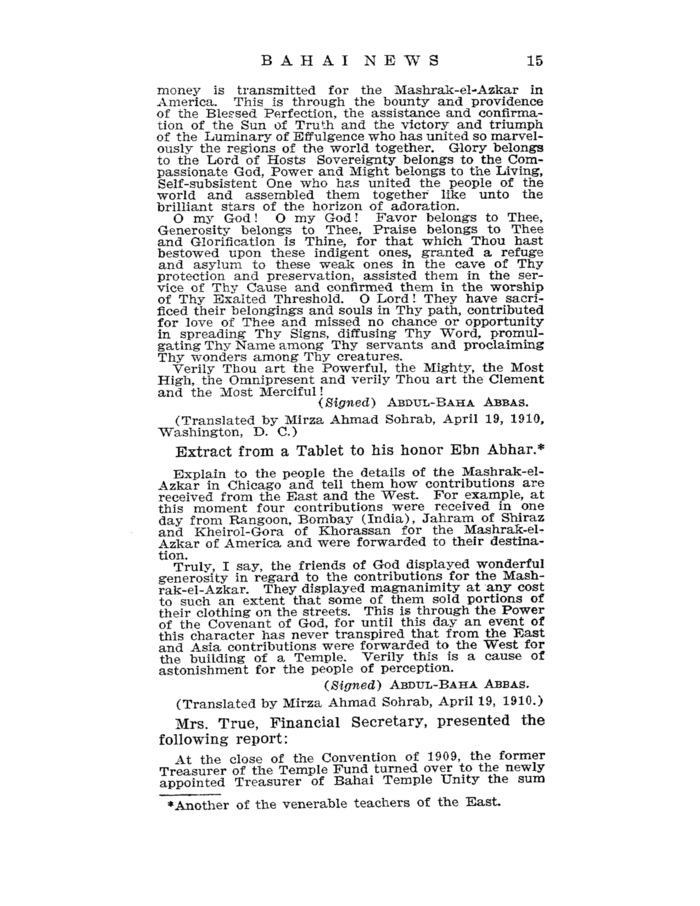 BAHAI NEWS 15
money is transmitted for the Mashrak-el-Azkar in
America. This is through the bounty and providence
of the Blessed Perfection, the assistance and confirma-
tion of the Sun of Truth and the victory and triumph
of the Luminary of Effulgence who has united so marvel-
ously the regions of the world together. Glory belongs
to the Lord of Hosts Sovereignty belongs to the Com-
passionate God, Power and Might belongs to the Living,
Self-subsistent One who has united the people of the
world and assembled them together like unto the
brilliant stars of the horizon of adoration.
O my God! O my God! Favor belongs to Thee,
Generosity belongs to Thee, Praise belongs to Thee
and Glorification is Thine, for that which Thou hast
bestowed upon these indigent ones, granted a refuge
and asylum to these weak ones in the cave of Thy
protection and preservation, assisted them in the ser-
vice of Thy Cause and confirmed them in the worship
of Thy Exalted Threshold. O Lord! They have sacri-
ficed their belongings and souls in Thy path, contributed
for love of Thee and missed no chance or opportunity
in spreading Thy Signs, diffusing Thy Word, promul-
gating Thy Name among Thy servants and proclaiming
Thy wonders among Thy creatures.
Verily Thou art the Powerful, the Mighty, the Most
High, the Omnipresent and verily Thou art the Clement
and the Most Merciful!
(Signed) ABDUL-BAHA ABBAS.
(Translated by Mirza Ahmad Sohrab, April 19, 1910,
Washington, D. C.)
Extract from a Tablet to his honor Ebn Abhar.*
Explain to the people the details of the Mashrak-el-
Azkar in Chicago and tell them how contributions are
received from the East and the West. For example, at
this moment four contributions were received in one
day from Rangoon, Bombay (India), Jahram of Shiraz
and Kheirol-Gora of Khorassan for the Mashrak-el-
Azkar of America and were forwarded to their destina-
tion.
Truly, I say, the friends of God displayed wonderful
generosity in regard to the contributions for the Mash-
rak-el-Azkar. They displayed magnanimity at any cost
to such an extent that some of them sold portions of
their clothing on the streets. This is through the Power
of the Covenant of God, for until this day an event of
this character has never transpired that from the East
and Asia contributions were forwarded to the West for
the building of a Temple. Verily this is a cause of
astonishment for the people of perception.
(Signed) ABDUL-BAHA ABBAS.
(Translated by Mirza Ahmad Sohrab, April 19, 1910.)
Mrs. True, Financial Secretary, presented the
following report:
At the close of the Convention of 1909, the former
Treasurer of the Temple Fund turned over to the newly
appointed Treasurer of Bahai Temple Unity the sum
*Another of the venerable teachers of the East.